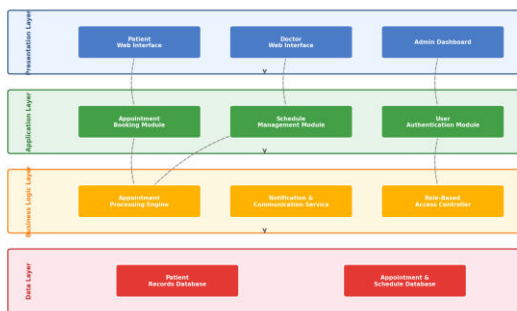 Presentation Layer
Patient
Web Interface
Doctor
Web Interface
Admin Dashboard
Application Layer
Appointment
Booking Module
Schedule
Management Module
User
Authentication Module
Business Logic Layer
Appointment
Processing Engine
Notification &
Communication Service
Role-Based
Access Controller
Data Layer
Patient
Records Database
Appointment &
Schedule Database